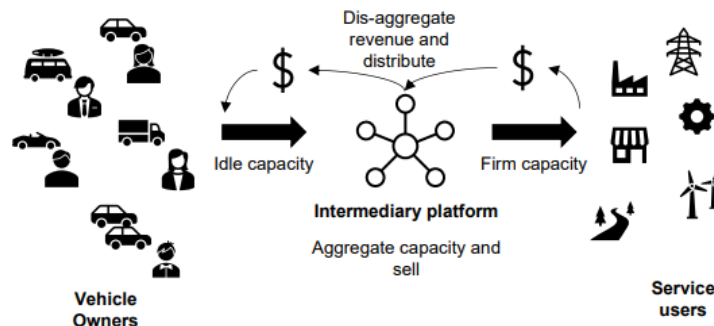 Dis-aggregate
revenue and
distribute
$
$
Idle capacity
Firm capacity
Intermediary platform
Aggregate capacity and
sell
Vehicle
Owners
Service
users